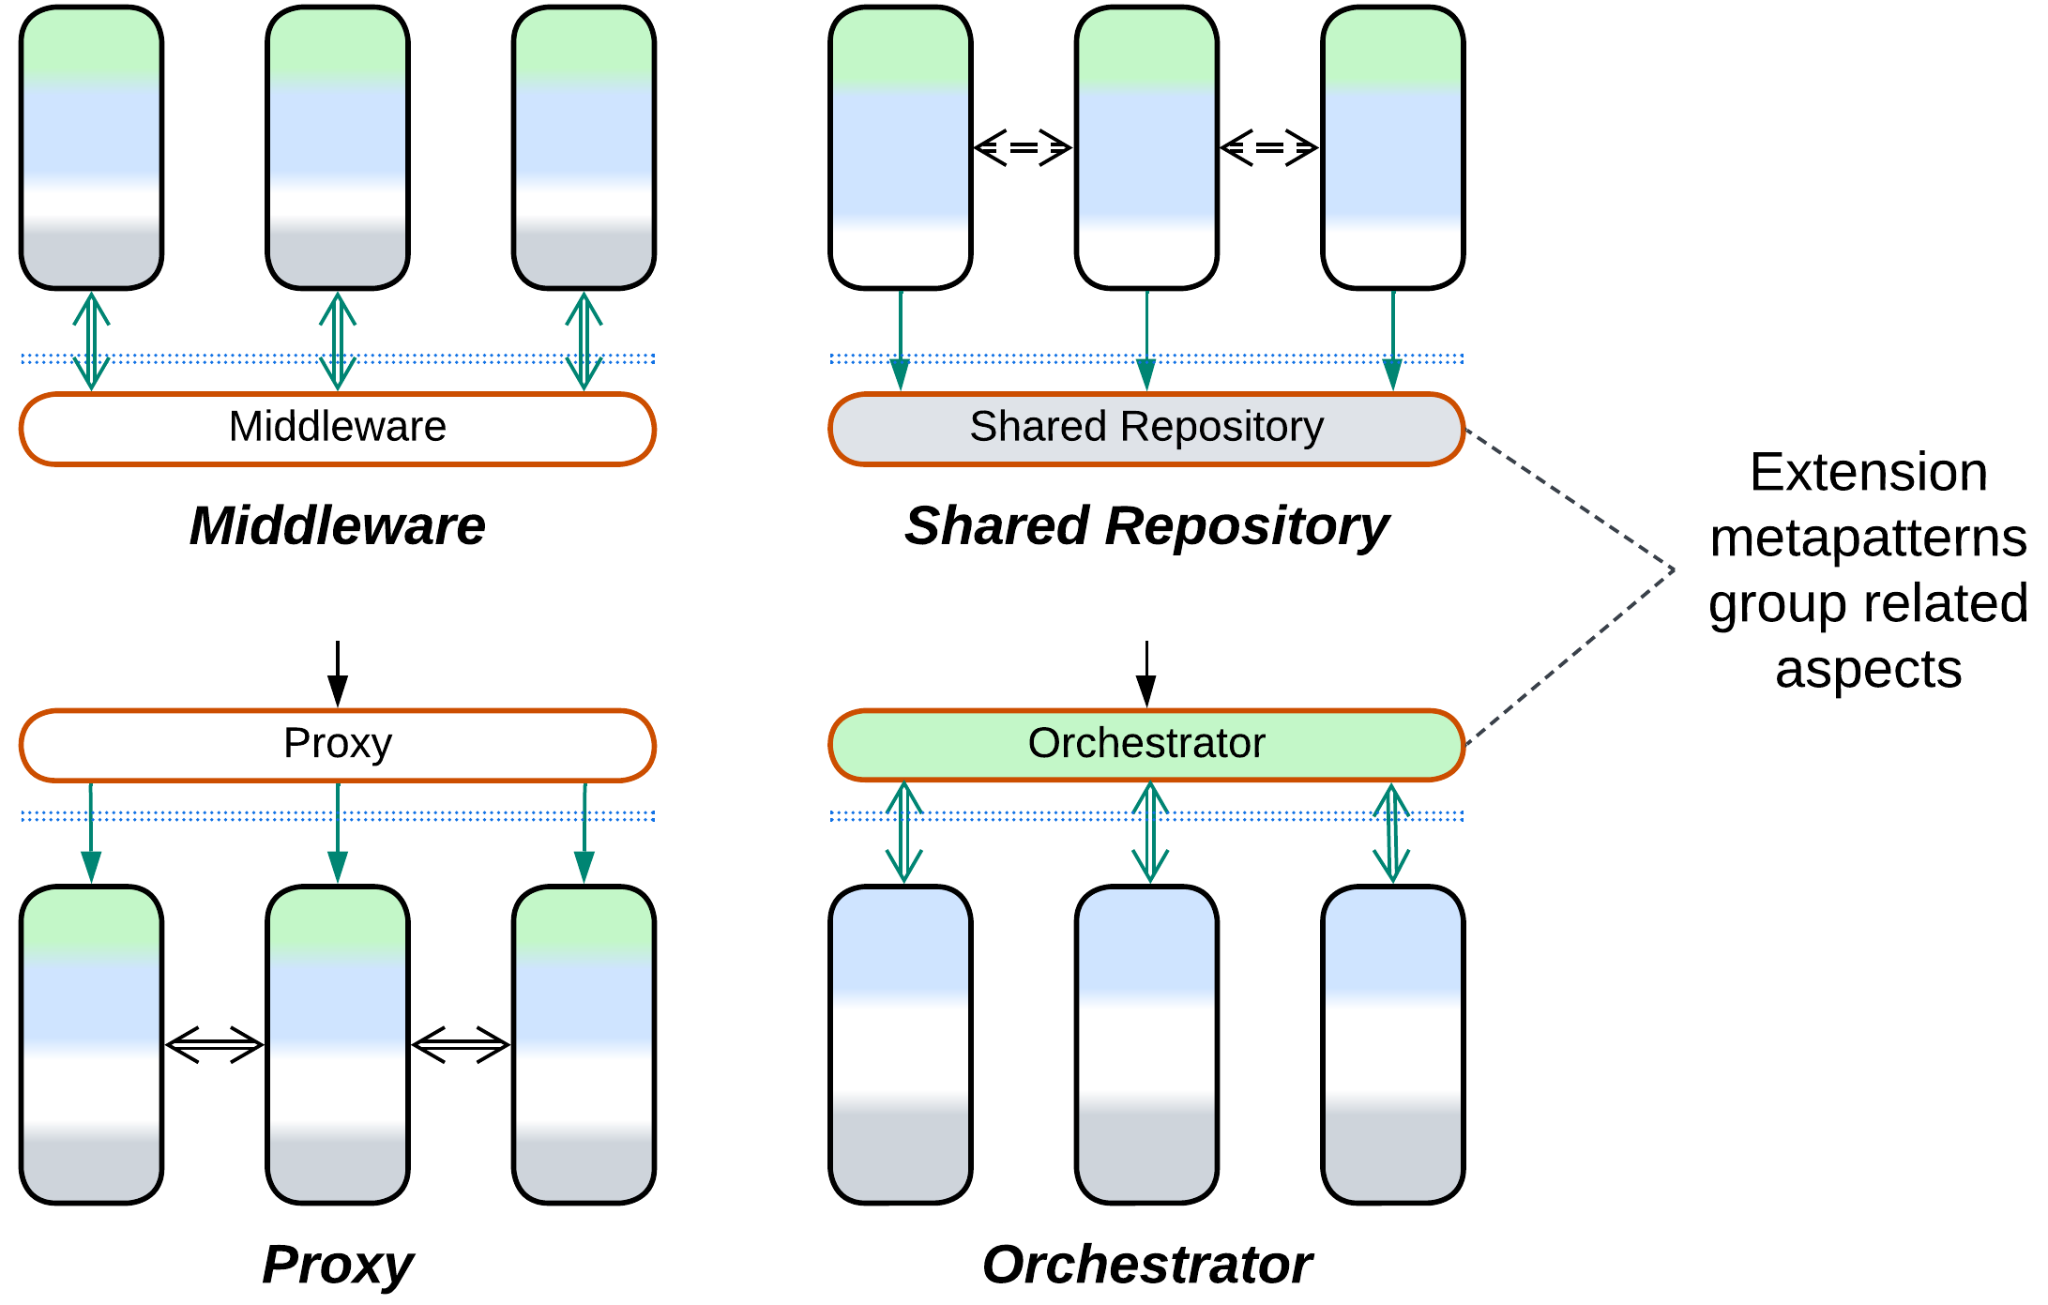 Middleware
Middleware
Shared Repository
Shared Repository
Extension
metapatterns
group related
aspects
Proxy
Proxy
Orchestrator
Orchestrator